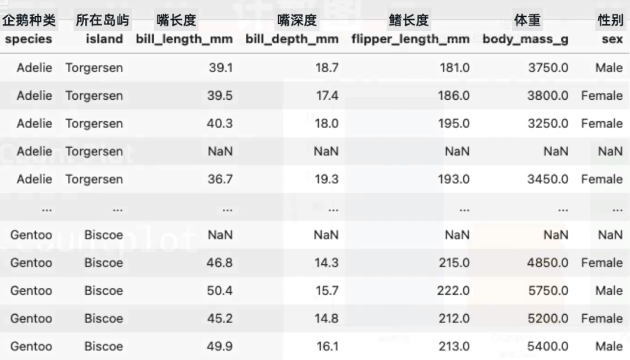 企鹅种类 所在岛屿 嘴长度 嘴深度 鳍长度 体重 性别
species island bill_length_mm bill_depth_mm flipper_length_mm body_mass_g sex
Adelie Torgersen 39.1 18.7 181.0 3750.0 Male
Adelie Torgersen 39.5 17.4 186.0 3800.0 Female
Adelie Torgersen 40.3 18.0 195.0 3250.0 Female
Adelie Torgersen NaN NaN NaN NaN NaN
Adelie Torgersen 36.7 19.3 193.0 3450.0 Female
... ... ... ... ... ... ...
Gentoo Biscoe NaN NaN NaN NaN NaN
Gentoo Biscoe 46.8 14.3 215.0 4850.0 Female
Gentoo Biscoe 50.4 15.7 222.0 5750.0 Male
Gentoo Biscoe 45.2 14.8 212.0 5200.0 Female
Gentoo Biscoe 49.9 16.1 213.0 5400.0 Male